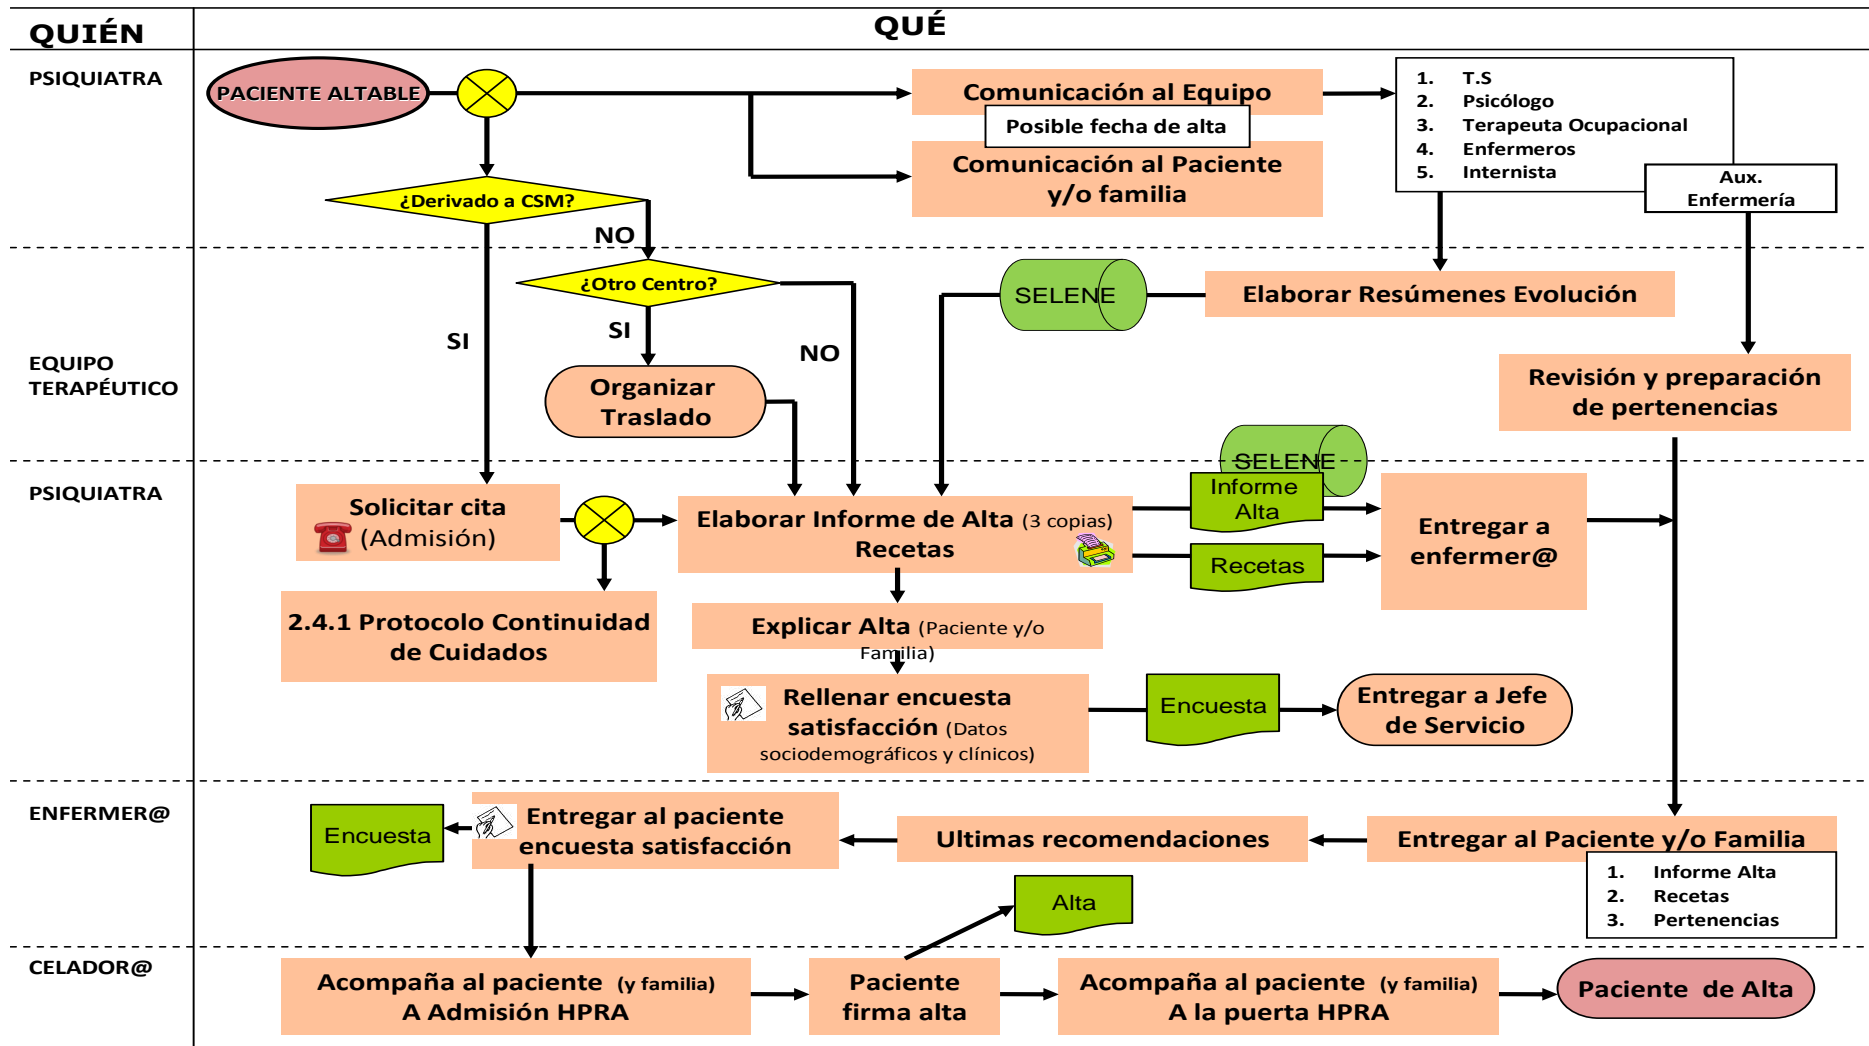 QUIÉN
QUÉ
PSIQUIATRA
PACIENTE ALTABLE
Comunicación al Equipo
Posible fecha de alta
Comunicación al Paciente
y/o familia
1. T.S
2. Psicólogo
3. Terapeuta Ocupacional
4. Enfermeros
5. Internista
Aux.
Enfermería
¿Derivado a CSM?
NO
SI
EQUIPO
TERAPÉUTICO
¿Otro Centro?
SI
NO
Organizar
Traslado
SELENE
Elaborar Resúmenes Evolución
Revisión y preparación
de pertenencias
PSIQUIATRA
Solicitar cita
(Admisión)
2.4.1 Protocolo Continuidad
de Cuidados
Elaborar Informe de Alta (3 copias)
Recetas
SELENE
Informe
Alta
Recetas
Entregar a
enfermer@
Explicar Alta (Paciente y/o
Familia)
Rellenar encuesta
satisfacción (Datos
sociodemográficos y clínicos)
Encuesta
Entregar a Jefe
de Servicio
ENFERMER@
Encuesta
Entregar al paciente
encuesta satisfacción
Ultimas recomendaciones
Entregar al Paciente y/o Familia
1. Informe Alta
2. Recetas
3. Pertenencias
Alta
CELADOR@
Acompaña al paciente (y familia)
A Admisión HPRA
Paciente
firma alta
Acompaña al paciente (y familia)
A la puerta HPRA
Paciente de Alta